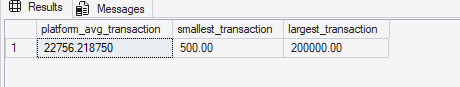 Results Messages
platform_avg_transaction smallest_transaction largest_transaction
1 22756.218750 500.00 200000.00